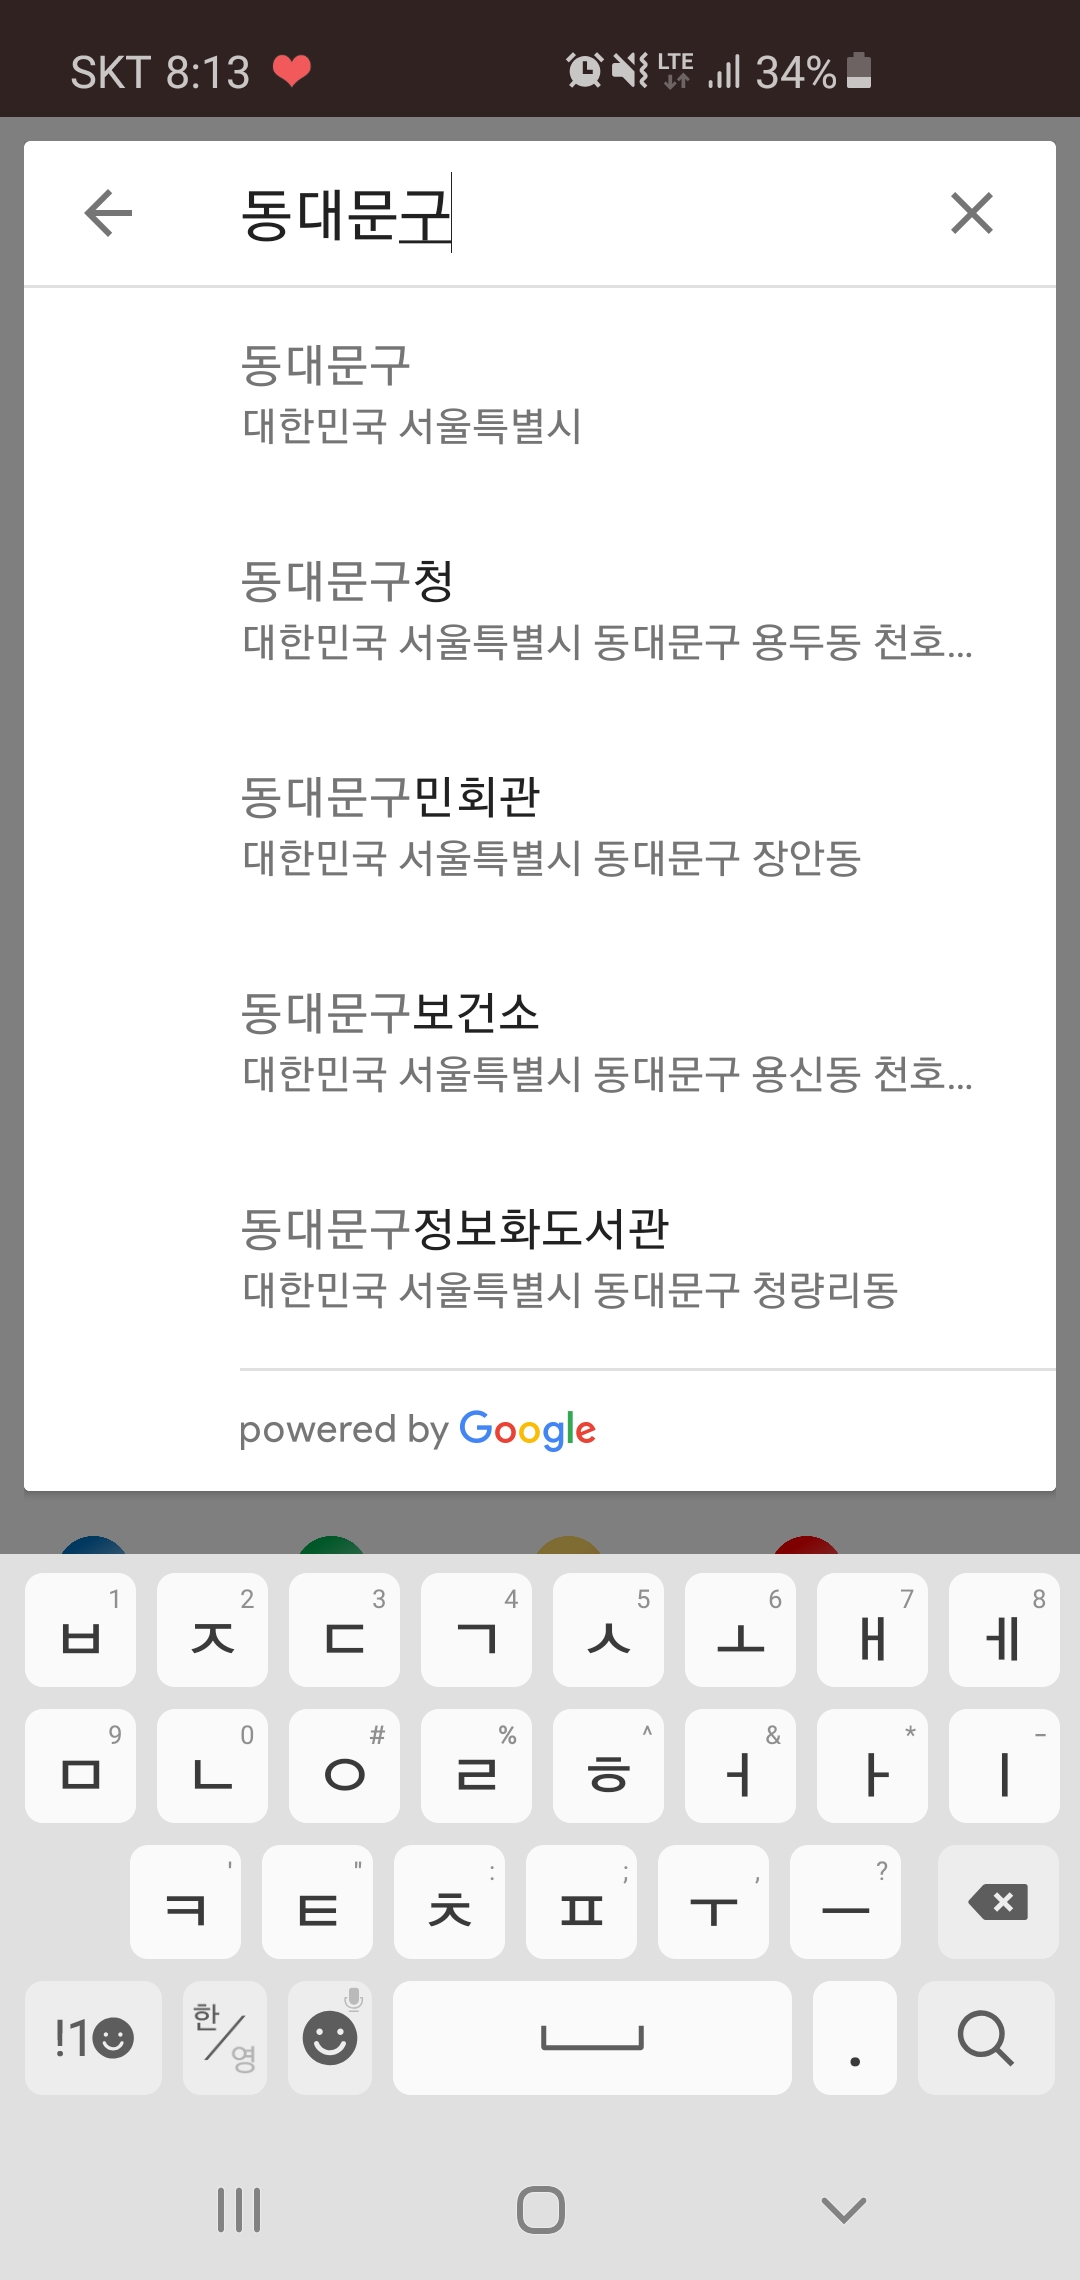 SKT 8:13 LTE 34%
동대문구
동대문구
대한민국 서울특별시
동대문구청
대한민국 서울특별시 동대문구 용두동 천호...
동대문구민회관
대한민국 서울특별시 동대문구 장안동
동대문구보건소
대한민국 서울특별시 동대문구 용신동 천호...
동대문구정보화도서관
대한민국 서울특별시 동대문구 청량리동
powered by Google
1 2 3 4 5 6 7 8
ㅂ ㅈ ㄷ ㄱ ㅅ ㅗ ㅐ ㅔ
9 0 # % ^ & * -
ㅁ ㄴ ㅇ ㄹ ㅎ ㅓ ㅏ ㅣ
' " : ; , ?
ㅋ ㅌ ㅊ ㅍ ㅜ ㅡ
!1 한/영 .